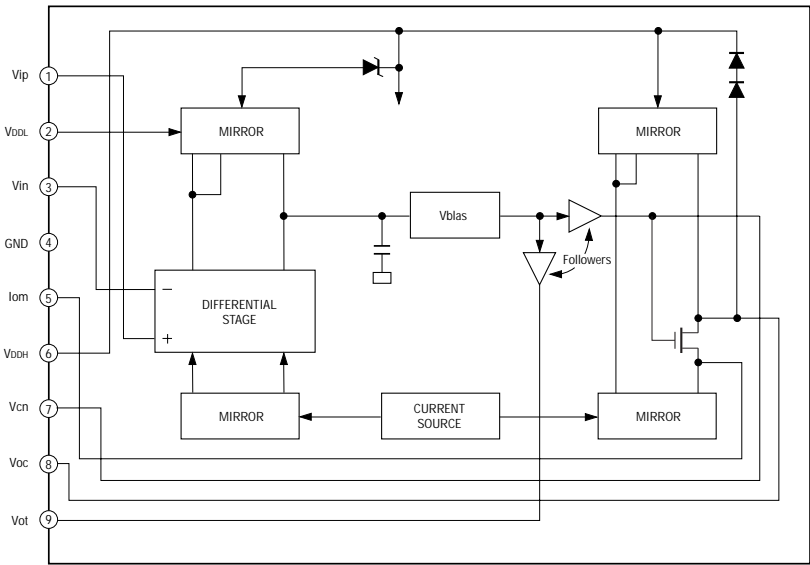 Vip 1
VDDL 2
Vin 3
GND 4
Iom 5
VDDH 6
Vcn 7
Voc 8
Vot 9
MIRROR
MIRROR
Vblas
Followers
−
DIFFERENTIAL
STAGE
+
MIRROR
CURRENT
SOURCE
MIRROR